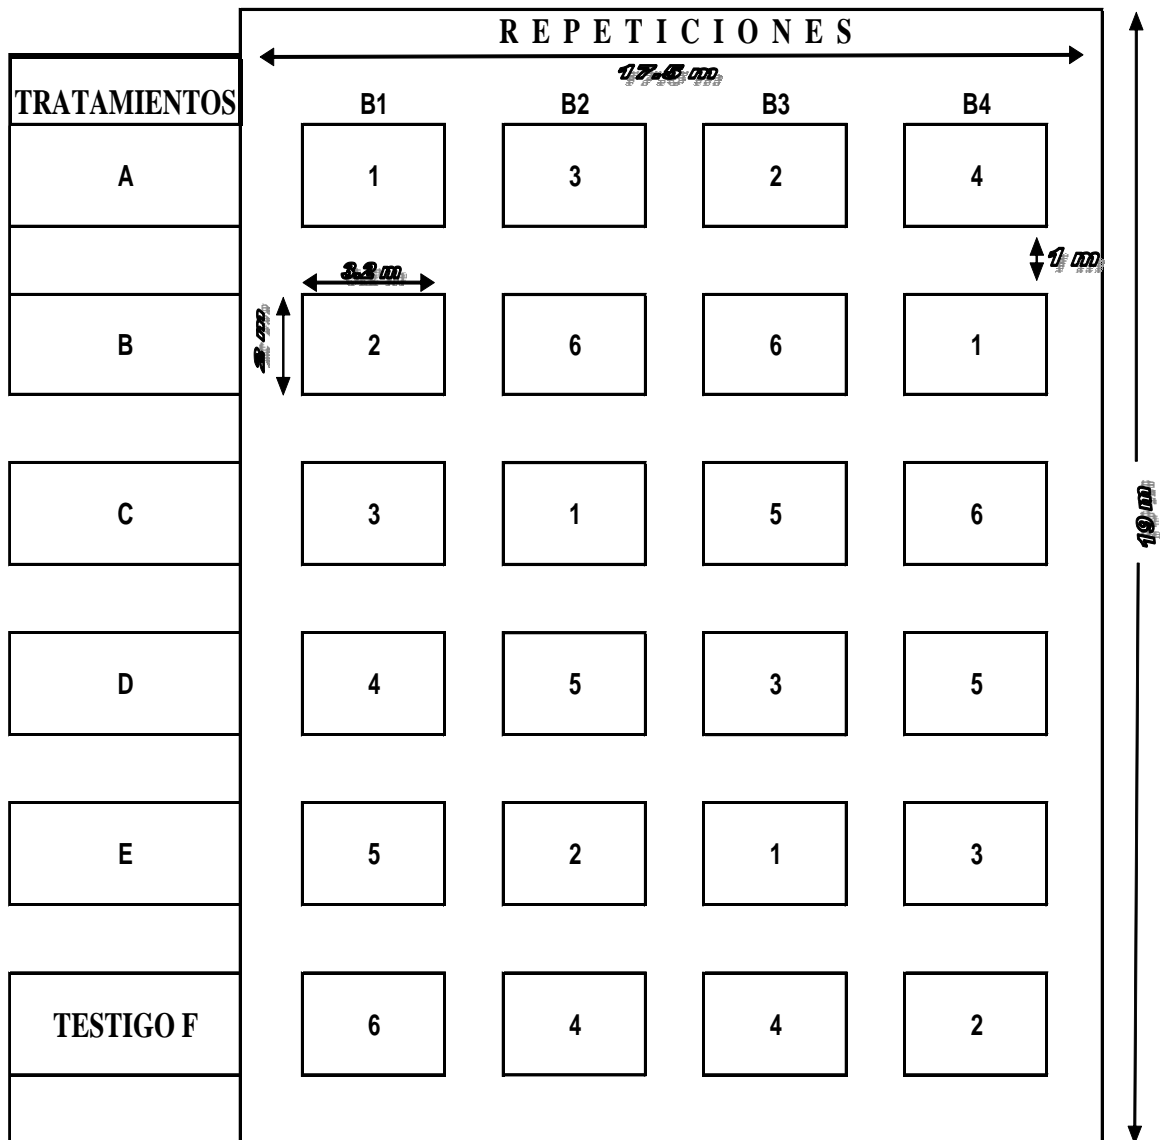 R E P E T I C I O N E S
17.5 m
TRATAMIENTOS B1 B2 B3 B4
A 1 3 2 4
1 m
3.2 m
2 m
B 2 6 6 1
C 3 1 5 6
19 m
D 4 5 3 5
E 5 2 1 3
TESTIGO F 6 4 4 2